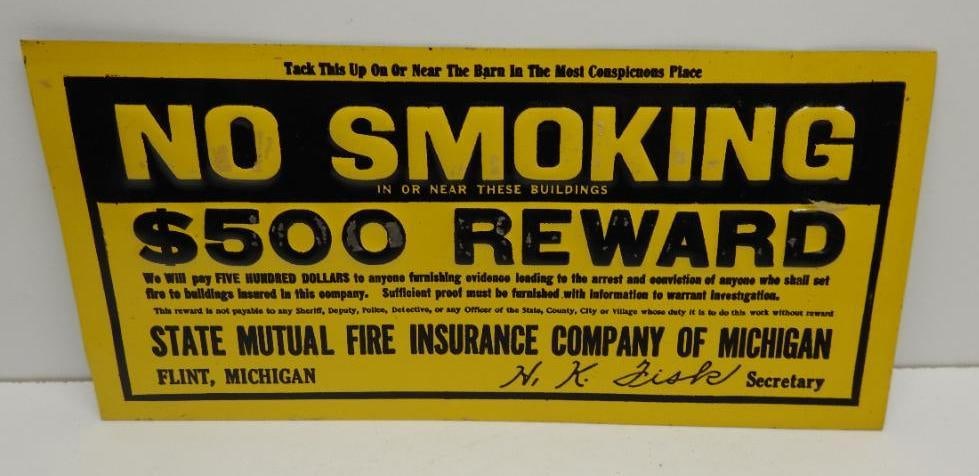 Tack This Up On Or Near The Barn In The Most Conspicuous Place
NO SMOKING
IN OR NEAR THESE BUILDINGS
$500 REWARD
We Will pay FIVE HUNDRED DOLLARS to anyone furnishing evidence leading to the arrest and conviction of anyone who shall set
fire to buildings insured in this company. Sufficient proof must be furnished with information to warrant investigation.
This reward is not payable to any Sheriff, Deputy, Police, Detective, or any Officer of the State, County, City or Village whose duty it is to do this work without reward
STATE MUTUAL FIRE INSURANCE COMPANY OF MICHIGAN
FLINT, MICHIGAN H. K. Fisk Secretary